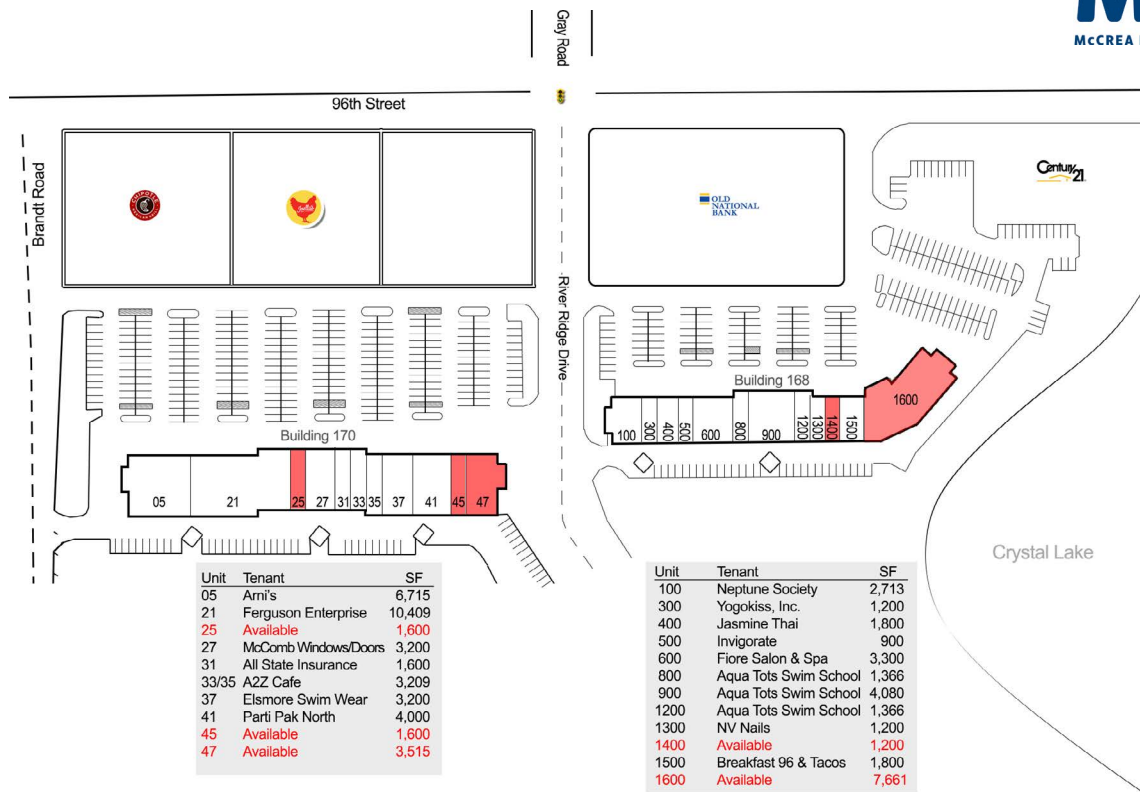 Gray Road
McCREA
96th Street
Brandt Road
CHIPOTLE
OLD
NATIONAL
BANK
Century 21
River Ridge Drive
Building 168
1600
100 300 400 500 600 800 900 1200 1300 1400 1500
Building 170
05 21 25 27 31 33 35 37 41 45 47
Crystal Lake
Unit Tenant SF
05 Arni's 6,715
21 Ferguson Enterprise 10,409
25 Available 1,600
27 McComb Windows/Doors 3,200
31 All State Insurance 1,600
33/35 A2Z Cafe 3,209
37 Elsmore Swim Wear 3,200
41 Parti Pak North 4,000
45 Available 1,600
47 Available 3,515
Unit Tenant SF
100 Neptune Society 2,713
300 Yogokiss, Inc. 1,200
400 Jasmine Thai 1,800
500 Invigorate 900
600 Fiore Salon & Spa 3,300
800 Aqua Tots Swim School 1,366
900 Aqua Tots Swim School 4,080
1200 Aqua Tots Swim School 1,366
1300 NV Nails 1,200
1400 Available 1,200
1500 Breakfast 96 & Tacos 1,800
1600 Available 7,661